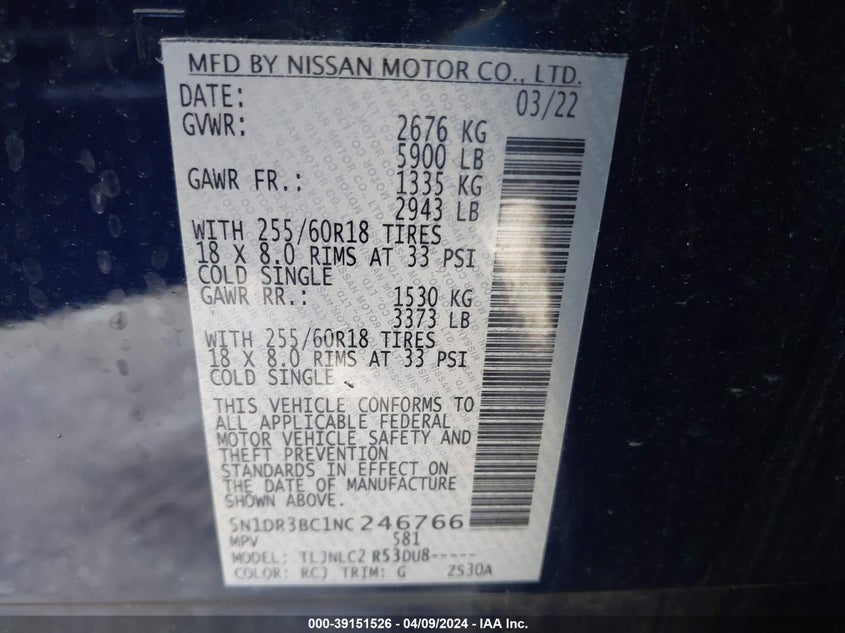 MFD BY NISSAN MOTOR CO., LTD.
DATE: 03/22
GVWR: 2676 KG
5900 LB
GAWR FR.: 1335 KG
2943 LB
WITH 255/60R18 TIRES
18 X 8.0 RIMS AT 33 PSI
COLD SINGLE
GAWR RR.: 1530 KG
3373 LB
WITH 255/60R18 TIRES
18 X 8.0 RIMS AT 33 PSI
COLD SINGLE
THIS VEHICLE CONFORMS TO
ALL APPLICABLE FEDERAL
MOTOR VEHICLE SAFETY AND
THEFT PREVENTION
STANDARDS IN EFFECT ON
THE DATE OF MANUFACTURE
SHOWN ABOVE.
5N1DR3BC1NC246766
MPV 581
MODEL: TLJNLC2 R53DU8-----
COLOR: RCJ TRIM: G ZS30A
000-39151526 - 04/09/2024 - IAA Inc.